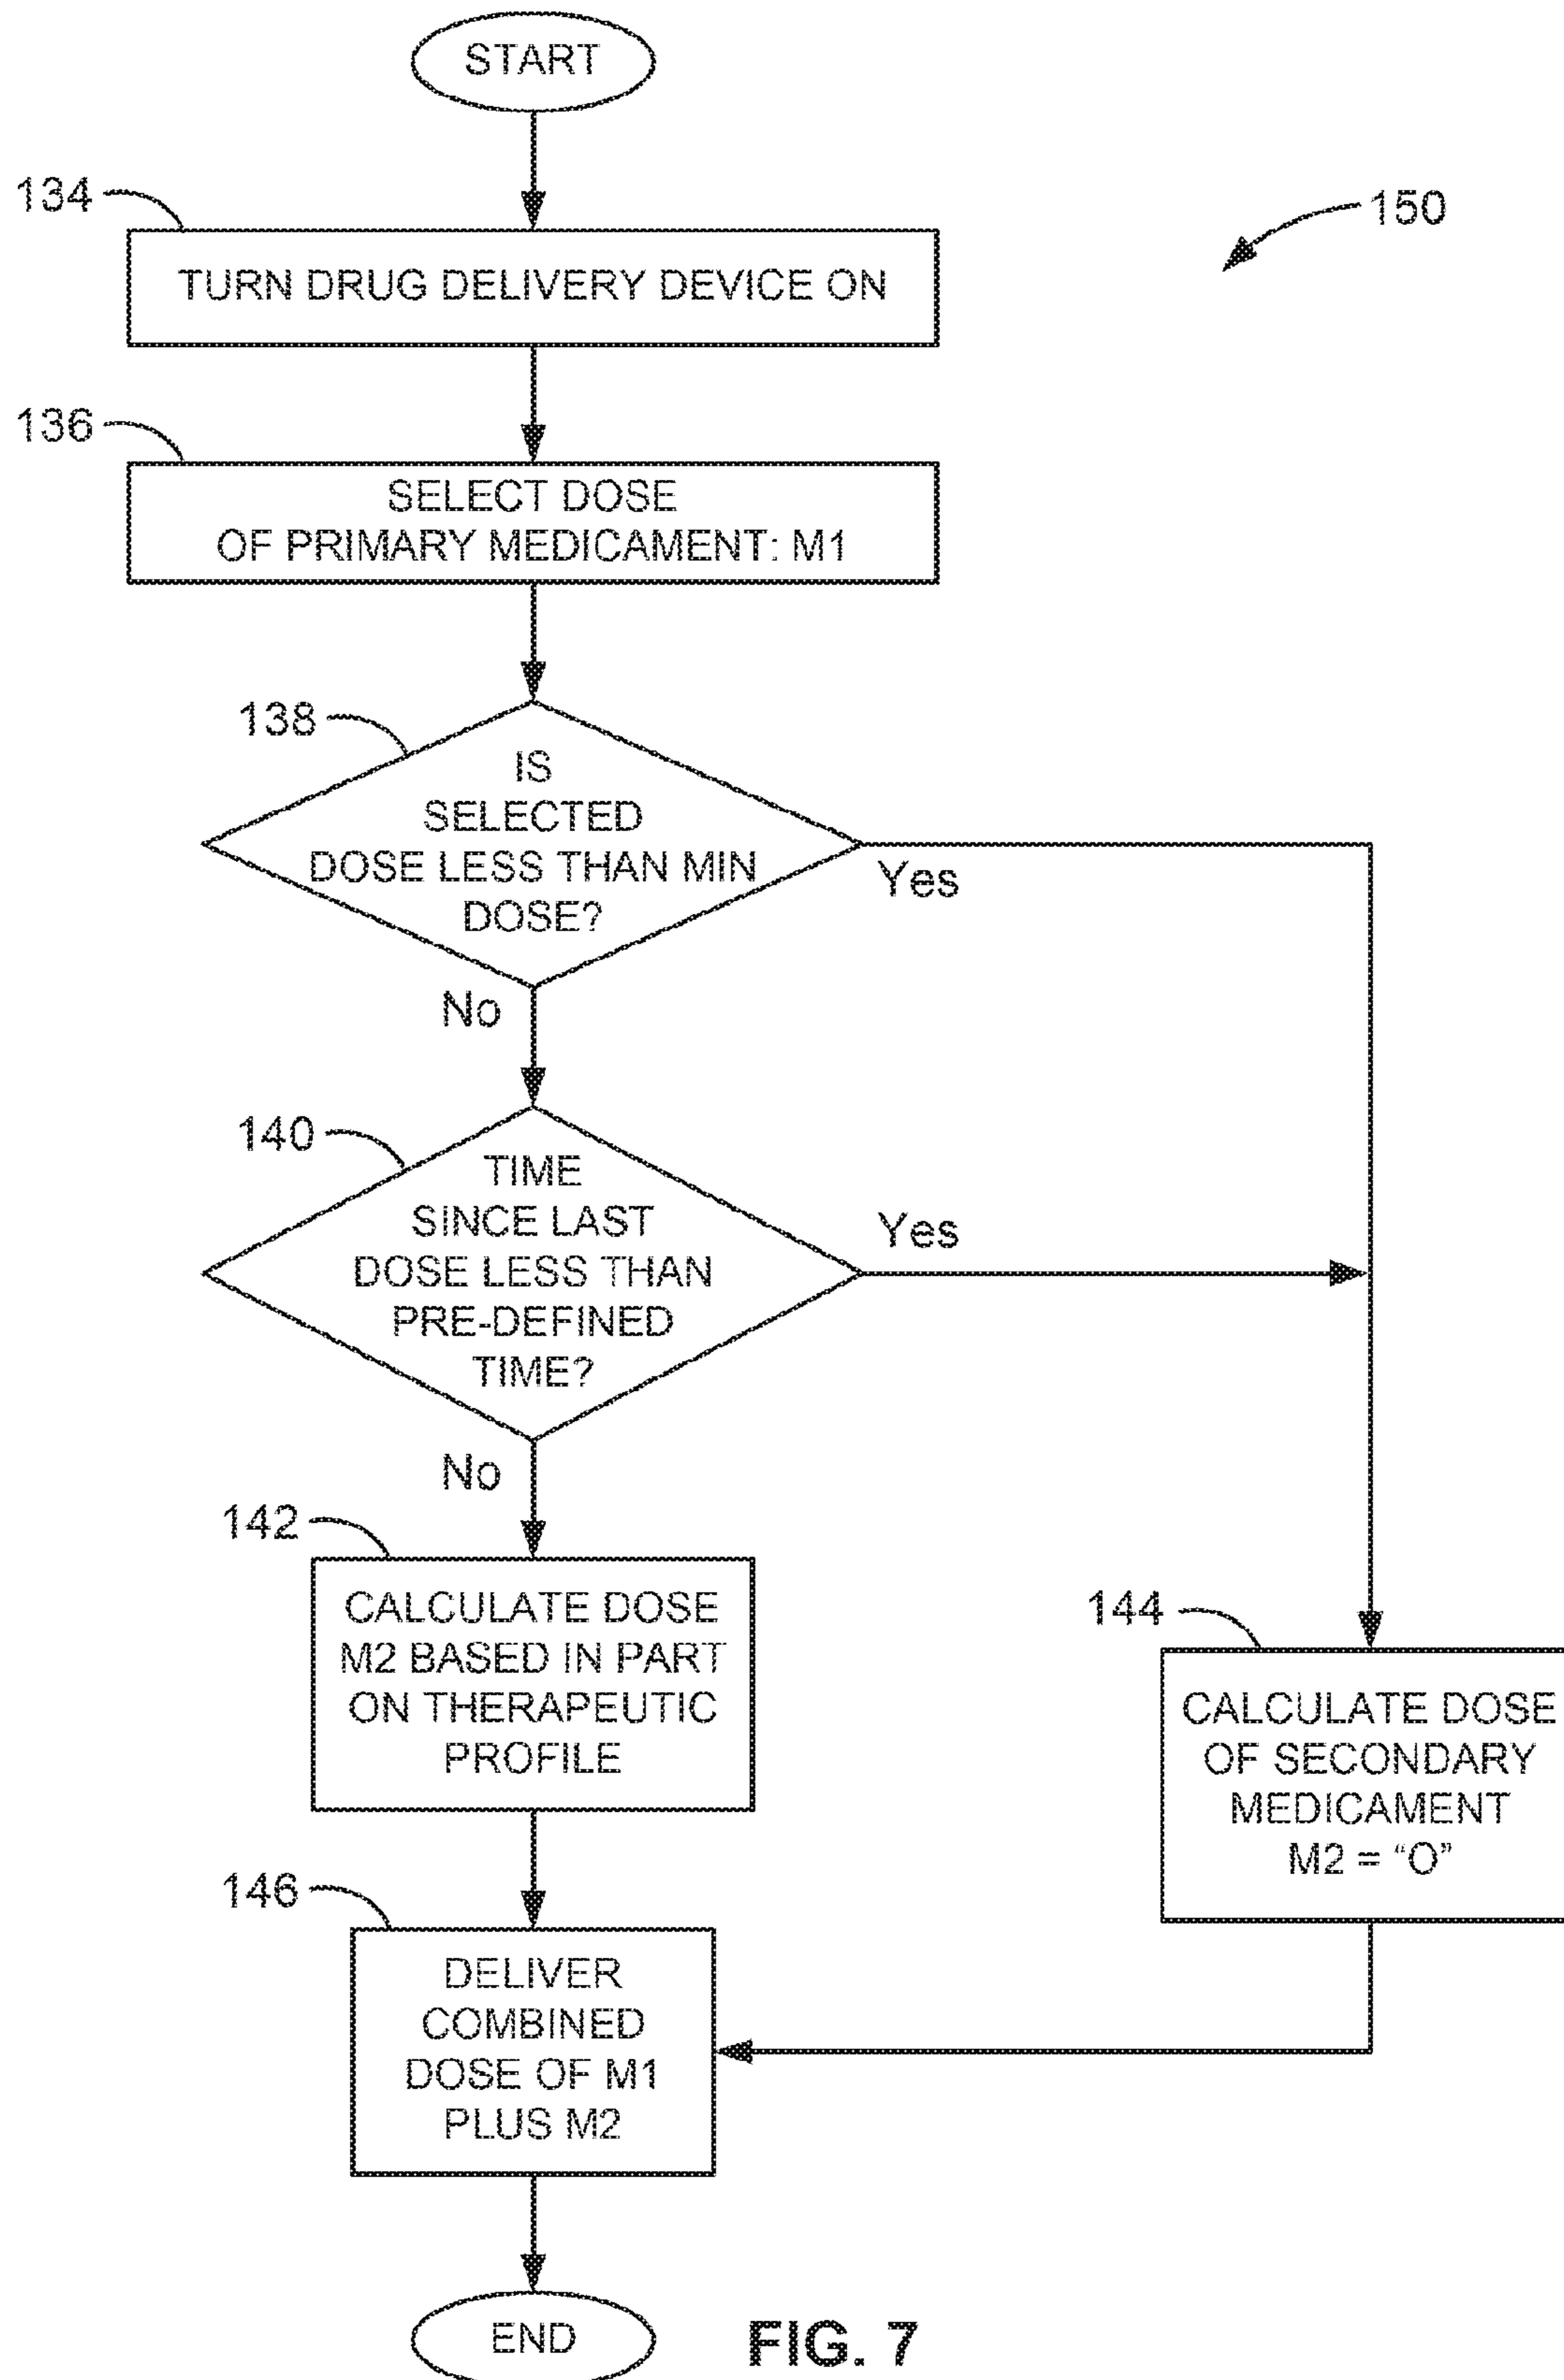 START
134
150
TURN DRUG DELIVERY DEVICE ON
136
SELECT DOSE
OF PRIMARY MEDICAMENT: M1
138
IS
SELECTED
DOSE LESS THAN MIN
DOSE?
Yes
No
140
TIME
SINCE LAST
DOSE LESS THAN
PRE-DEFINED
TIME?
Yes
No
142
CALCULATE DOSE
M2 BASED IN PART
ON THERAPEUTIC
PROFILE
144
CALCULATE DOSE
OF SECONDARY
MEDICAMENT
M2 = “O”
146
DELIVER
COMBINED
DOSE OF M1
PLUS M2
END
FIG. 7